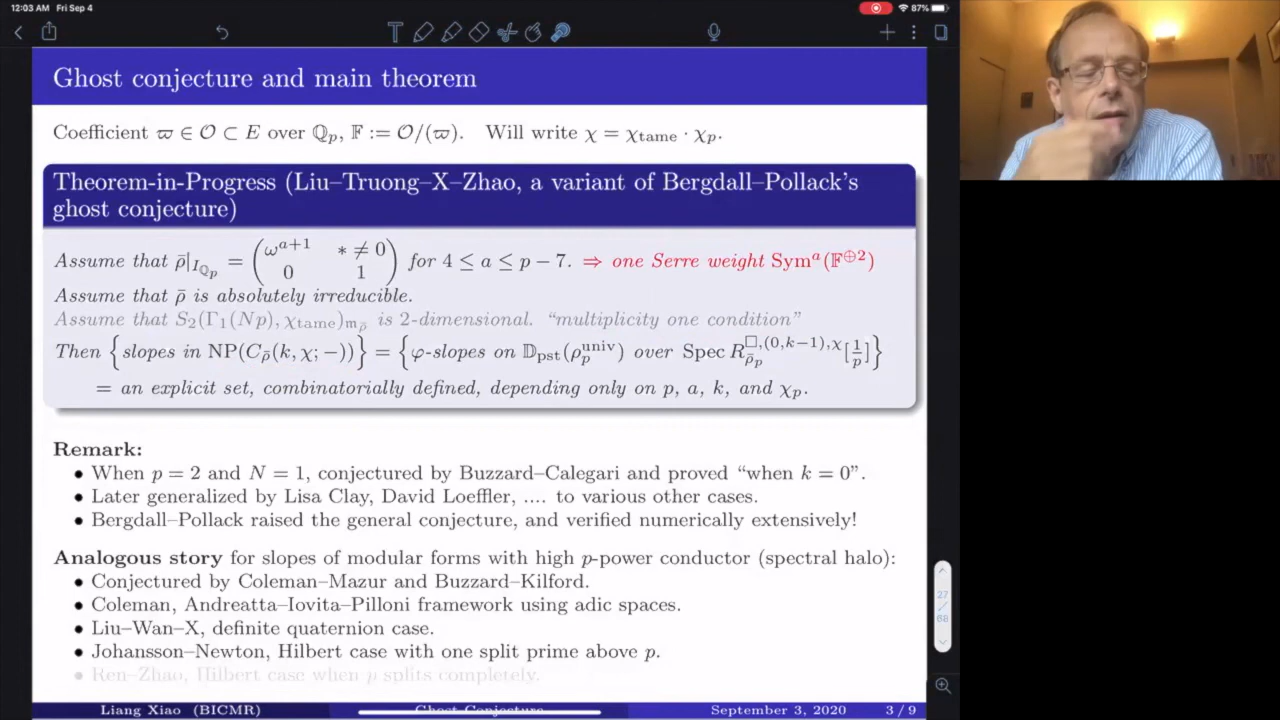 12:03 AM Fri Sep 4
87%
Ghost conjecture and main theorem
Coefficient ϖ ∈ O ⊂ E over ℚ_p, 𝔽 := O/(ϖ). Will write χ = χ_tame · χ_p.
Theorem-in-Progress (Liu–Truong–X–Zhao, a variant of Bergdall–Pollack's
ghost conjecture)
Assume that ρ̄|_{I_{ℚ_p}} = (ω^{a+1} * ≠ 0; 0 1) for 4 ≤ a ≤ p − 7. ⇒ one Serre weight Sym^a(𝔽^{⊕2})
Assume that ρ̄ is absolutely irreducible.
Assume that S_2(Γ_1(Np), χ_tame)_{𝔪_ρ̄} is 2-dimensional. “multiplicity one condition”
Then {slopes in NP(C_ρ̄(k, χ; −))} = {φ-slopes on 𝔻_pst(ρ_p^univ) over Spec R_{ρ̄_p}^{□,(0,k−1),χ}[1/p]}
= an explicit set, combinatorially defined, depending only on p, a, k, and χ_p.
Remark:
• When p = 2 and N = 1, conjectured by Buzzard–Calegari and proved “when k = 0”.
• Later generalized by Lisa Clay, David Loeffler, .... to various other cases.
• Bergdall–Pollack raised the general conjecture, and verified numerically extensively!
Analogous story for slopes of modular forms with high p-power conductor (spectral halo):
• Conjectured by Coleman–Mazur and Buzzard–Kilford.
• Coleman, Andreatta–Iovita–Pilloni framework using adic spaces.
• Liu–Wan–X, definite quaternion case.
• Johansson–Newton, Hilbert case with one split prime above p.
• Ren–Zhao, Hilbert case when p splits completely.
27 / 68
Liang Xiao (BICMR) Ghost Conjecture September 3, 2020 3 / 9